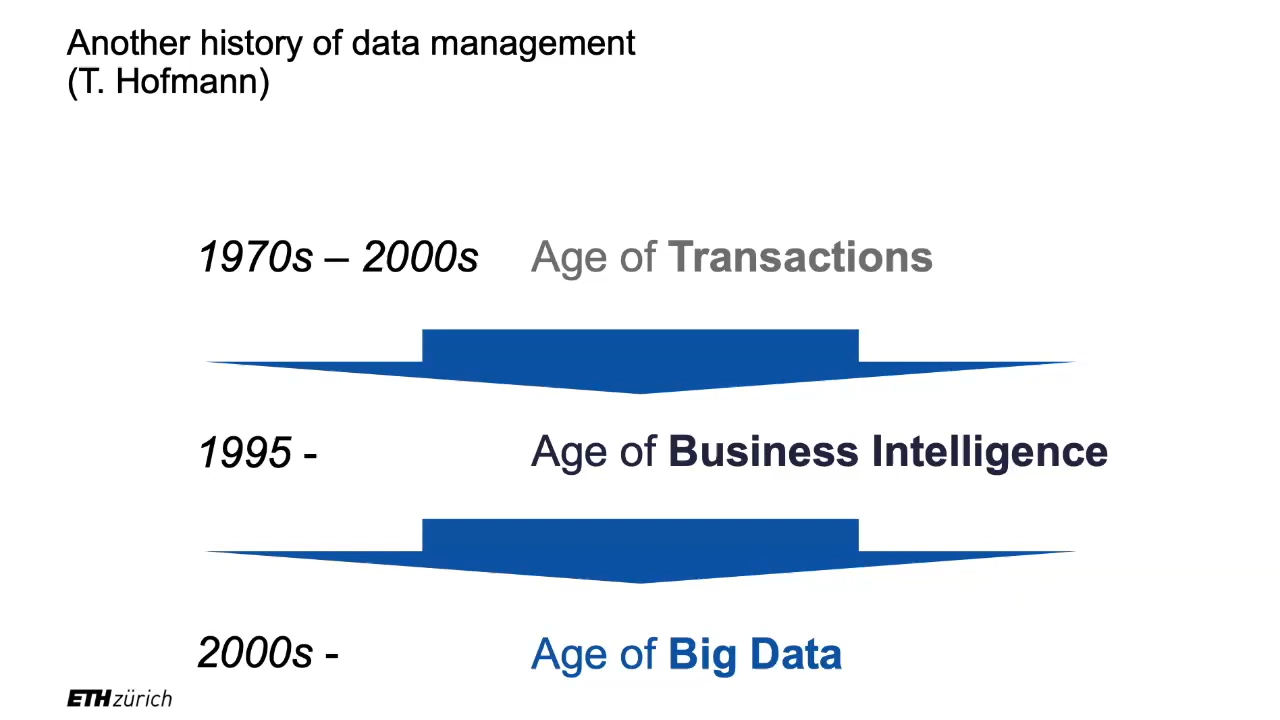 Another history of data management
(T. Hofmann)
1970s – 2000s Age of Transactions
1995 - Age of Business Intelligence
2000s - Age of Big Data
ETH zürich